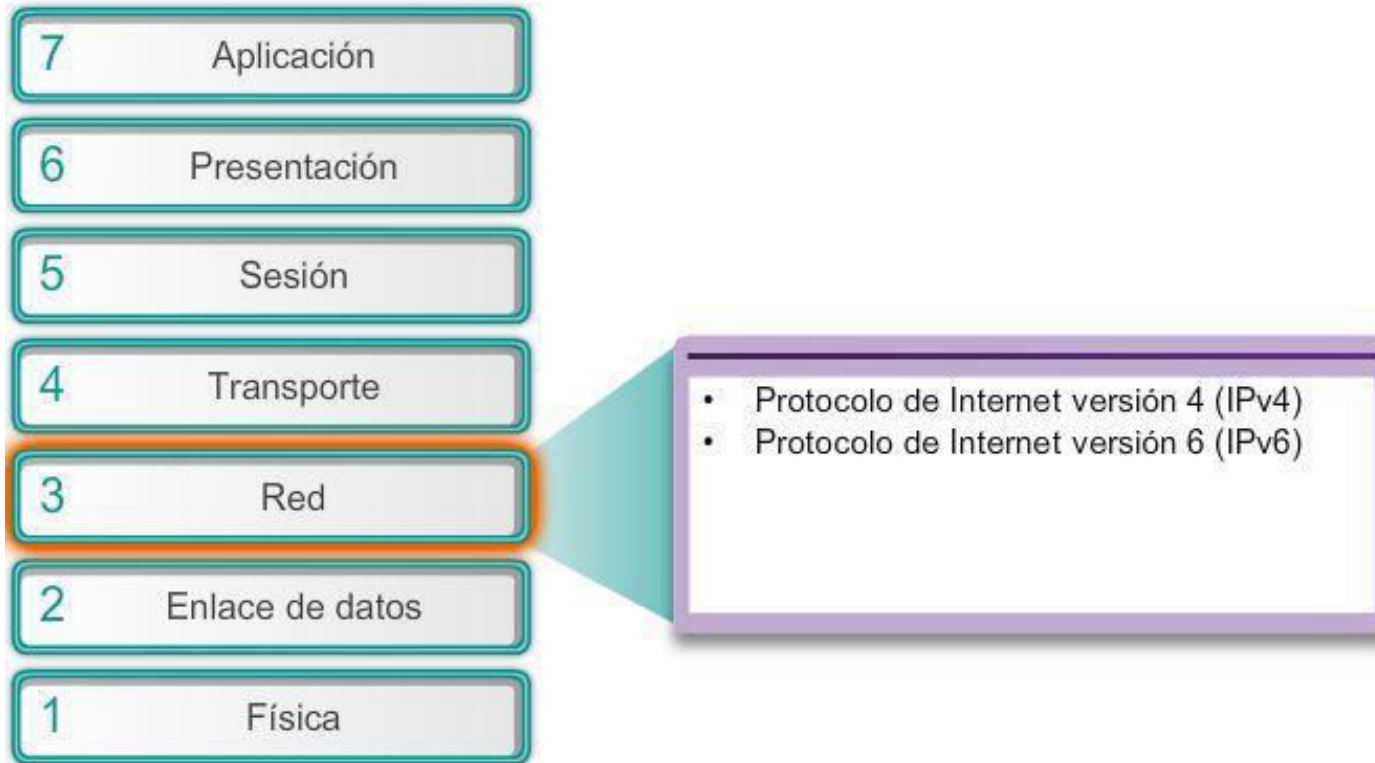 7 Aplicación
6 Presentación
5 Sesión
4 Transporte
3 Red
2 Enlace de datos
1 Física
• Protocolo de Internet versión 4 (IPv4)
• Protocolo de Internet versión 6 (IPv6)